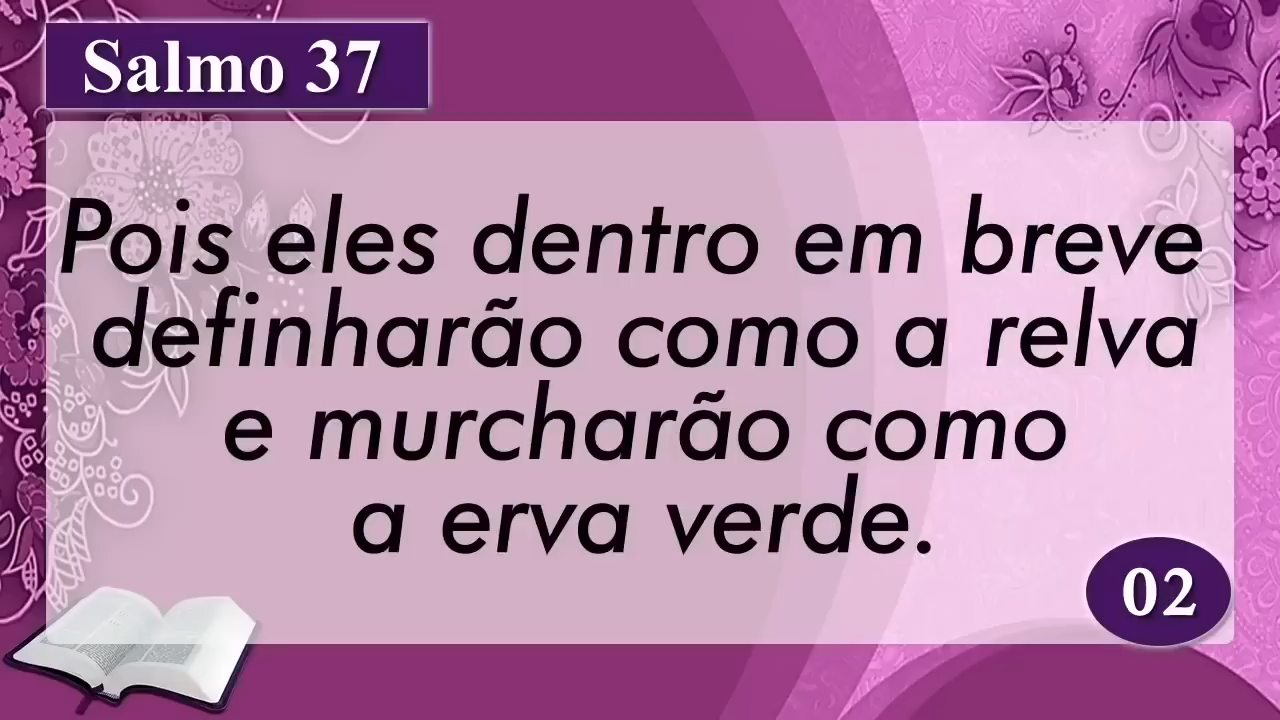 Salmo 37
Pois eles dentro em breve
definharão como a relva
e murcharão como
a erva verde.
02